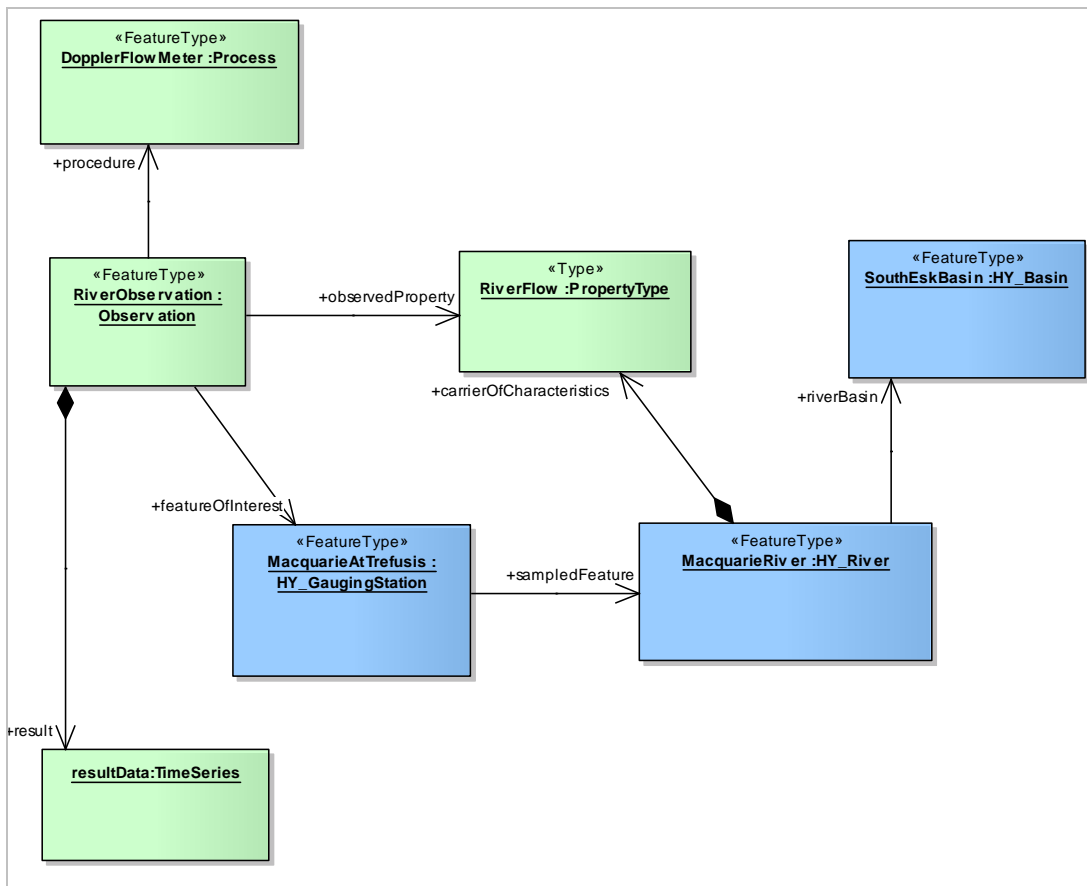 «FeatureType»
DopplerFlowMeter :Process
+procedure
«FeatureType»
RiverObservation :
Observation
+observedProperty
«Type»
RiverFlow :PropertyType
«FeatureType»
SouthEskBasin :HY_Basin
+carrierOfCharacteristics
+riverBasin
+featureOfInterest
«FeatureType»
MacquarieAtTrefusis :
HY_GaugingStation
+sampledFeature
«FeatureType»
MacquarieRiver :HY_River
+result
resultData:TimeSeries